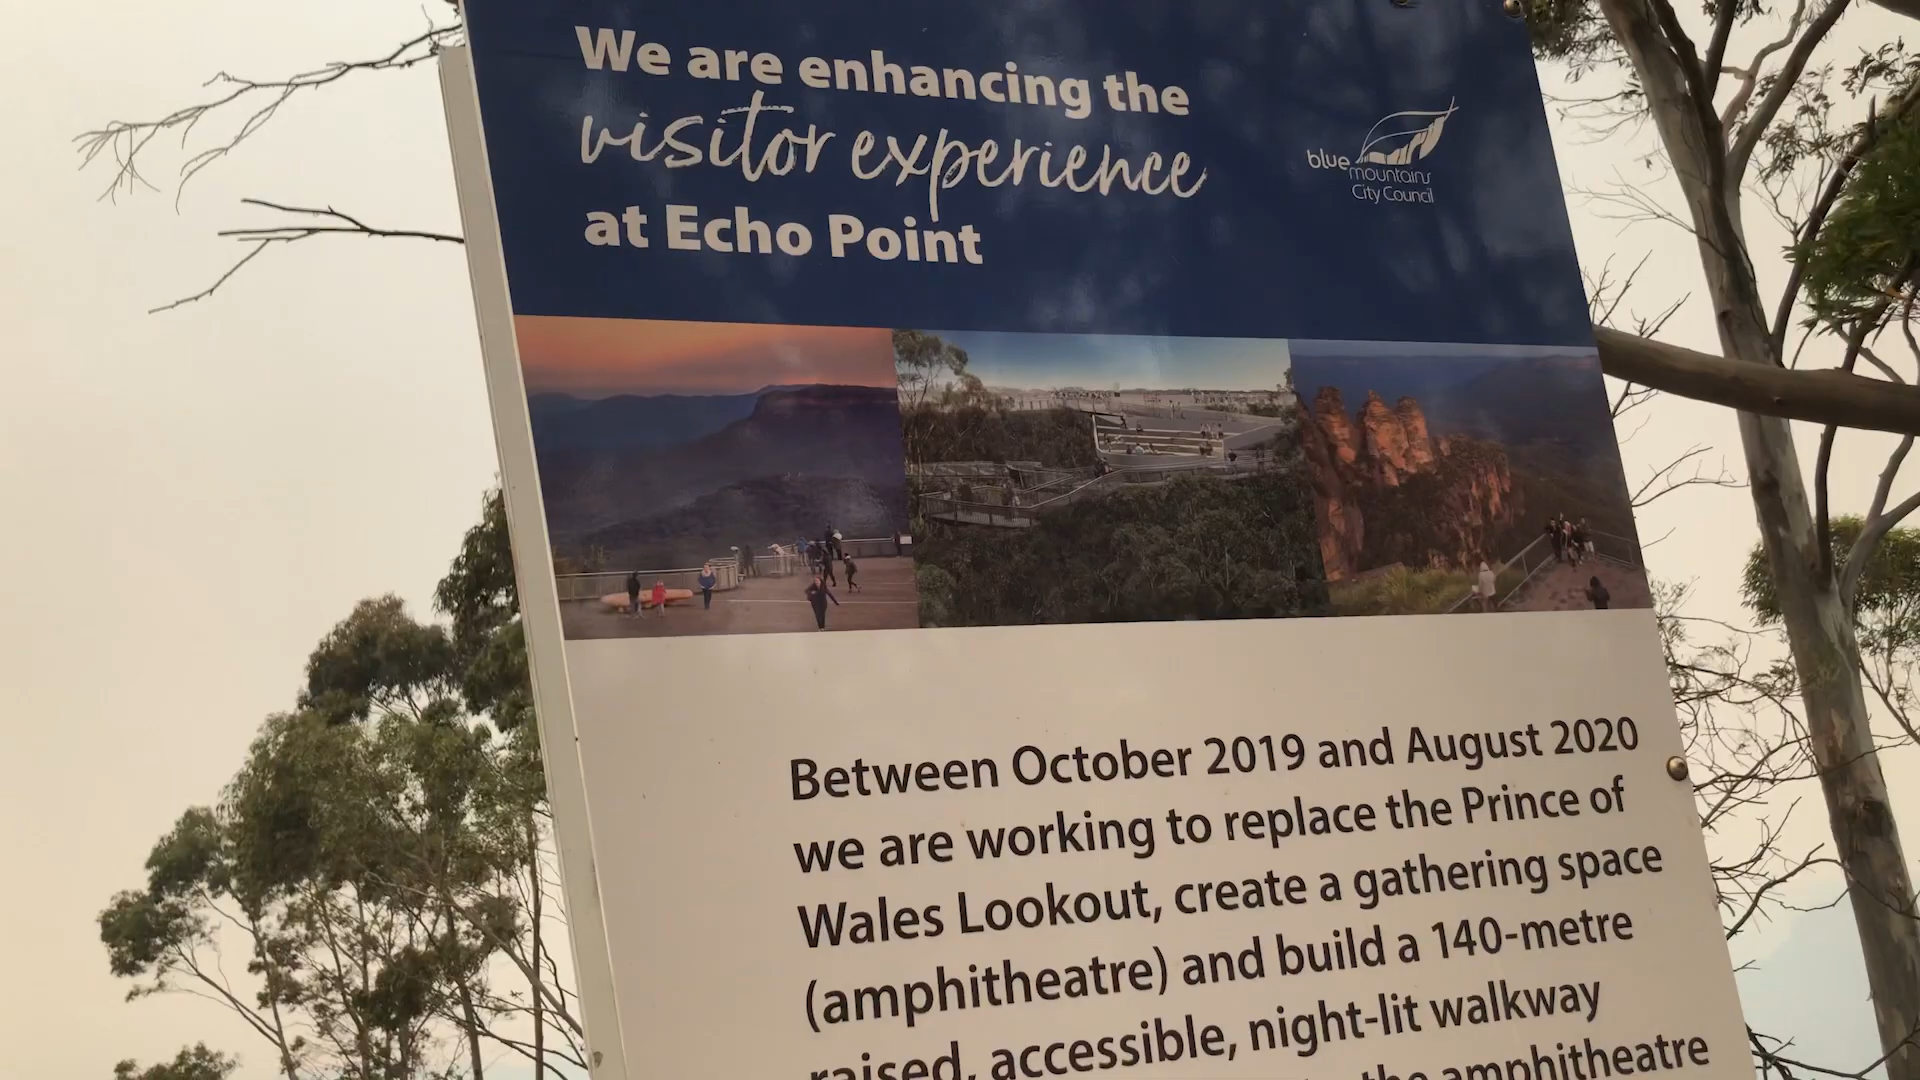 We are enhancing the
visitor experience
at Echo Point
blue
mountains
City Council
Between October 2019 and August 2020
we are working to replace the Prince of
Wales Lookout, create a gathering space
(amphitheatre) and build a 140-metre
raised, accessible, night-lit walkway
the amphitheatre